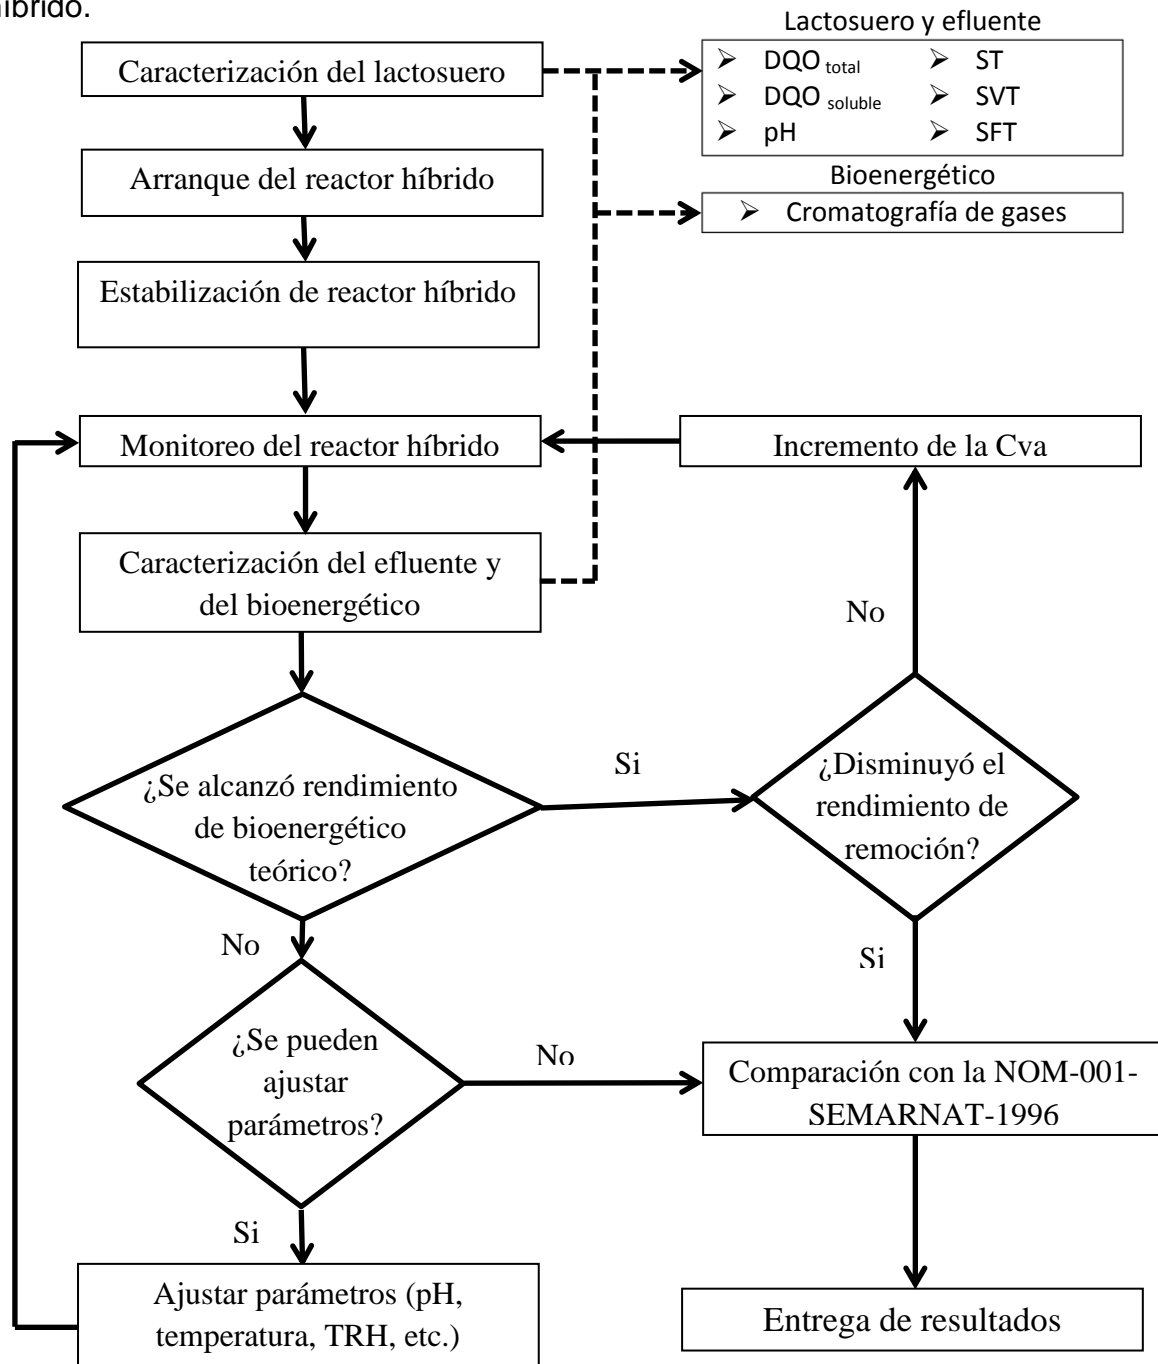 híbrido.
Lactosuero y efluente
Caracterización del lactosuero
➢ DQO total ➢ ST
➢ DQO soluble ➢ SVT
➢ pH ➢ SFT
Bioenergético
➢ Cromatografía de gases
Arranque del reactor híbrido
Estabilización de reactor híbrido
Monitoreo del reactor híbrido
Incremento de la Cva
Caracterización del efluente y
del bioenergético
No
¿Se alcanzó rendimiento
de bioenergético
teórico?
Si
¿Disminuyó el
rendimiento de
remoción?
No
Si
¿Se pueden
ajustar
parámetros?
No
Comparación con la NOM-001-
SEMARNAT-1996
Si
Ajustar parámetros (pH,
temperatura, TRH, etc.)
Entrega de resultados